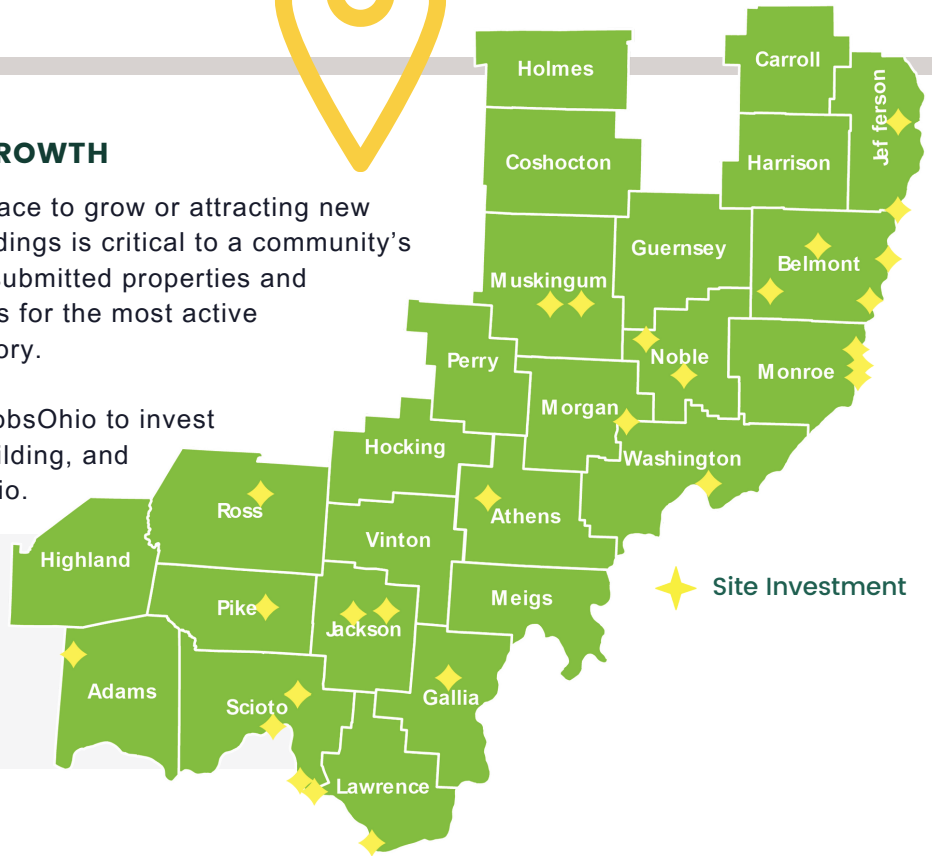 ROWTH
ace to grow or attracting new
dings is critical to a community's
submitted properties and
s for the most active
ory.
obsOhio to invest
ilding, and
io.
Holmes
Carroll
Jefferson
Coshocton
Harrison
Guernsey
Belmont
Muskingum
Perry
Noble
Monroe
Morgan
Hocking
Washington
Ross
Athens
Vinton
Highland
Meigs
Pike
Jackson
Adams
Scioto
Gallia
Lawrence
Site Investment